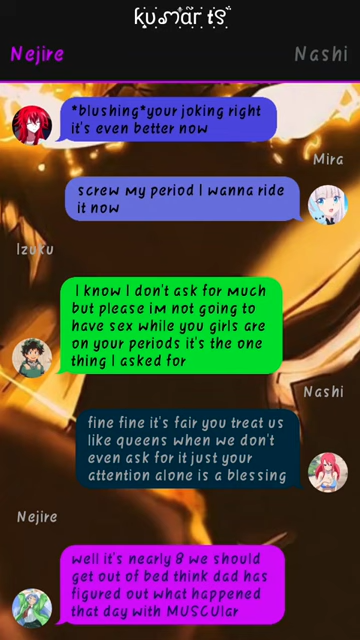 kumar ts
Nejire
Nashi
*blushing*your joking right
it's even better now
Mira
screw my period I wanna ride
it now
Izuku
I know I don't ask for much
but please im not going to
have sex while you girls are
on your periods it's the one
thing I asked for
Nashi
fine fine it's fair you treat us
like queens when we don't
even ask for it just your
attention alone is a blessing
Nejire
well it's nearly 8 we should
get out of bed think dad has
figured out what happened
that day with MUSCUlar